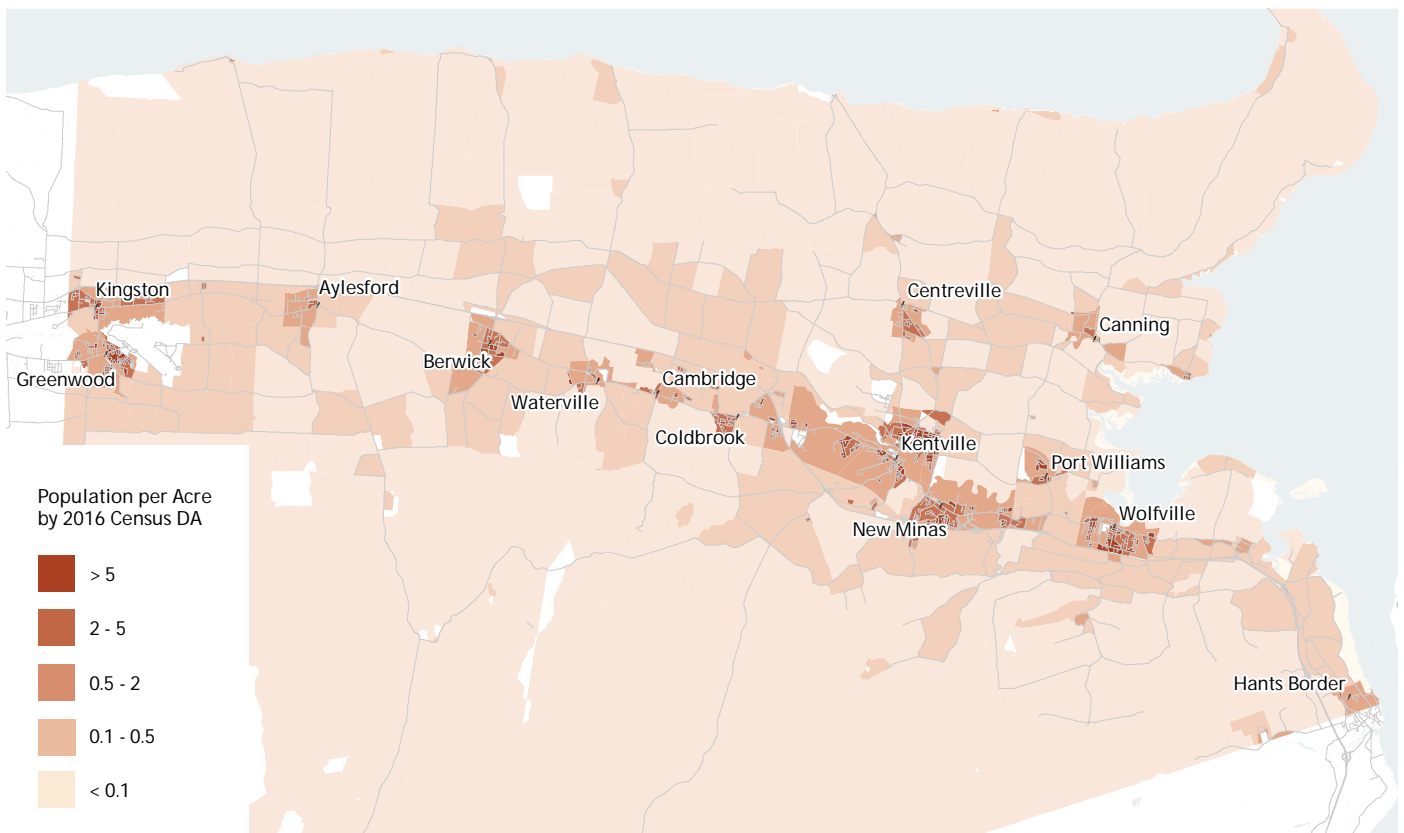 Kingston
Aylesford
Centreville
Canning
Berwick
Greenwood
Cambridge
Waterville
Coldbrook
Kentville
Port Williams
Wolfville
New Minas
Hants Border
Population per Acre
by 2016 Census DA
> 5
2 - 5
0.5 - 2
0.1 - 0.5
< 0.1